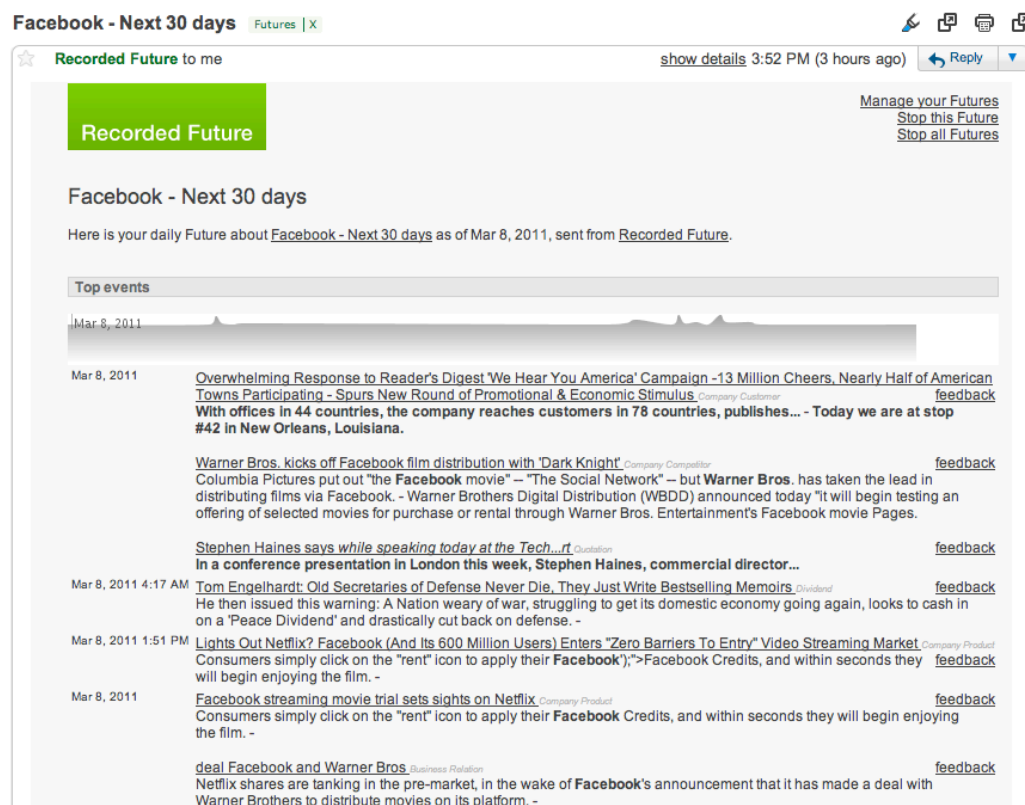 Facebook - Next 30 days Futures | X
Recorded Future to me show details 3:52 PM (3 hours ago) Reply
Recorded Future
Manage your Futures
Stop this Future
Stop all Futures
Facebook - Next 30 days
Here is your daily Future about Facebook - Next 30 days as of Mar 8, 2011, sent from Recorded Future.
Top events
Mar 8, 2011
Mar 8, 2011 Overwhelming Response to Reader's Digest 'We Hear You America' Campaign -13 Million Cheers, Nearly Half of American
Towns Participating - Spurs New Round of Promotional & Economic Stimulus Company Customer feedback
With offices in 44 countries, the company reaches customers in 78 countries, publishes... - Today we are at stop
#42 in New Orleans, Louisiana.
Warner Bros. kicks off Facebook film distribution with 'Dark Knight' Company Competitor feedback
Columbia Pictures put out "the Facebook movie" -- "The Social Network" -- but Warner Bros. has taken the lead in
distributing films via Facebook. - Warner Brothers Digital Distribution (WBDD) announced today "it will begin testing an
offering of selected movies for purchase or rental through Warner Bros. Entertainment's Facebook movie Pages.
Stephen Haines says while speaking today at the Tech...rt Quotation feedback
In a conference presentation in London this week, Stephen Haines, commercial director...
Mar 8, 2011 4:17 AM Tom Engelhardt: Old Secretaries of Defense Never Die, They Just Write Bestselling Memoirs Dividend feedback
He then issued this warning: A Nation weary of war, struggling to get its domestic economy going again, looks to cash in
on a 'Peace Dividend' and drastically cut back on defense. -
Mar 8, 2011 1:51 PM Lights Out Netflix? Facebook (And Its 600 Million Users) Enters "Zero Barriers To Entry" Video Streaming Market Company Product
Consumers simply click on the "rent" icon to apply their Facebook');">Facebook Credits, and within seconds they feedback
will begin enjoying the film. -
Mar 8, 2011 Facebook streaming movie trial sets sights on Netflix Company Product feedback
Consumers simply click on the "rent" icon to apply their Facebook Credits, and within seconds they will begin enjoying
the film. -
deal Facebook and Warner Bros Business Relation feedback
Netflix shares are tanking in the pre-market, in the wake of Facebook's announcement that it has made a deal with
Warner Brothers to distribute movies on its platform. -